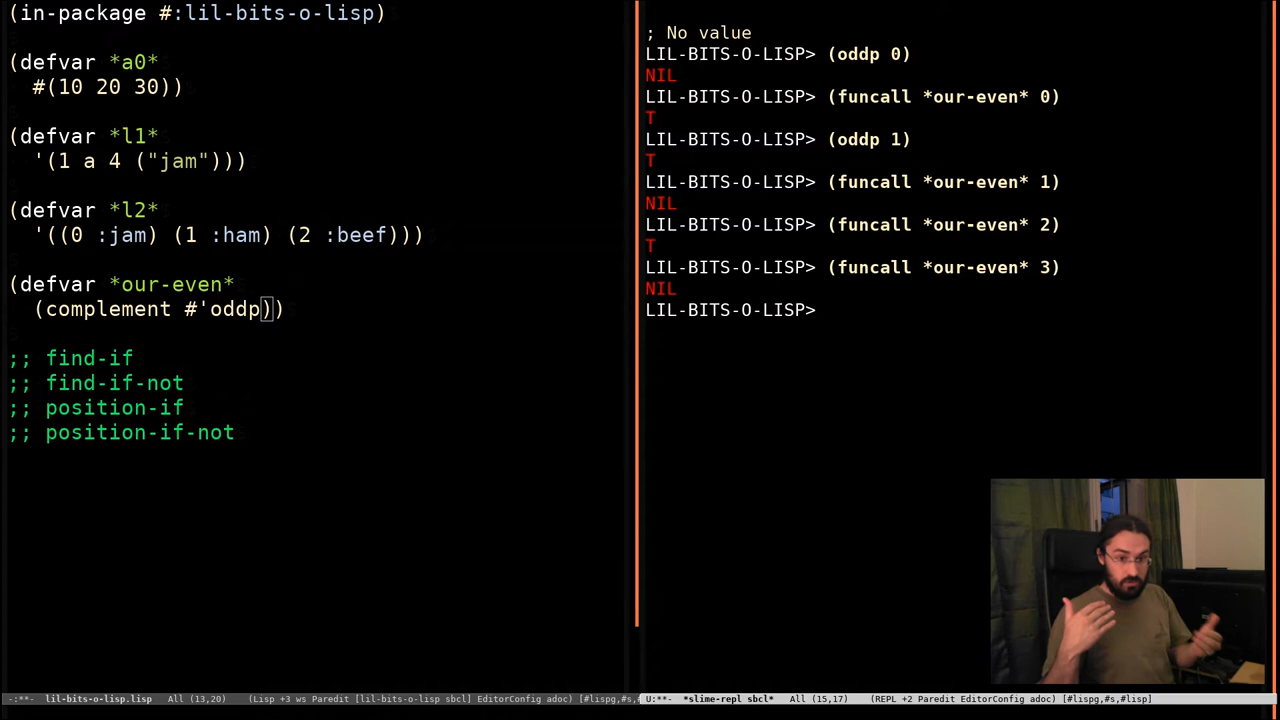 (in-package #:lil-bits-o-lisp)
(defvar *a0*
#(10 20 30))
(defvar *l1*
'(1 a 4 ("jam")))
(defvar *l2*
'((0 :jam) (1 :ham) (2 :beef)))
(defvar *our-even*
(complement #'oddp))
;; find-if
;; find-if-not
;; position-if
;; position-if-not
-:**- lil-bits-o-lisp.lisp All (13,20) (Lisp +3 ws Paredit [lil-bits-o-lisp sbcl] EditorConfig adoc) [#lispg,#s,#
; No value
LIL-BITS-O-LISP> (oddp 0)
NIL
LIL-BITS-O-LISP> (funcall *our-even* 0)
T
LIL-BITS-O-LISP> (oddp 1)
T
LIL-BITS-O-LISP> (funcall *our-even* 1)
NIL
LIL-BITS-O-LISP> (funcall *our-even* 2)
T
LIL-BITS-O-LISP> (funcall *our-even* 3)
NIL
LIL-BITS-O-LISP>
U:**- *slime-repl sbcl* All (15,17) (REPL +2 Paredit EditorConfig adoc) [#lispg,#s,#lisp]